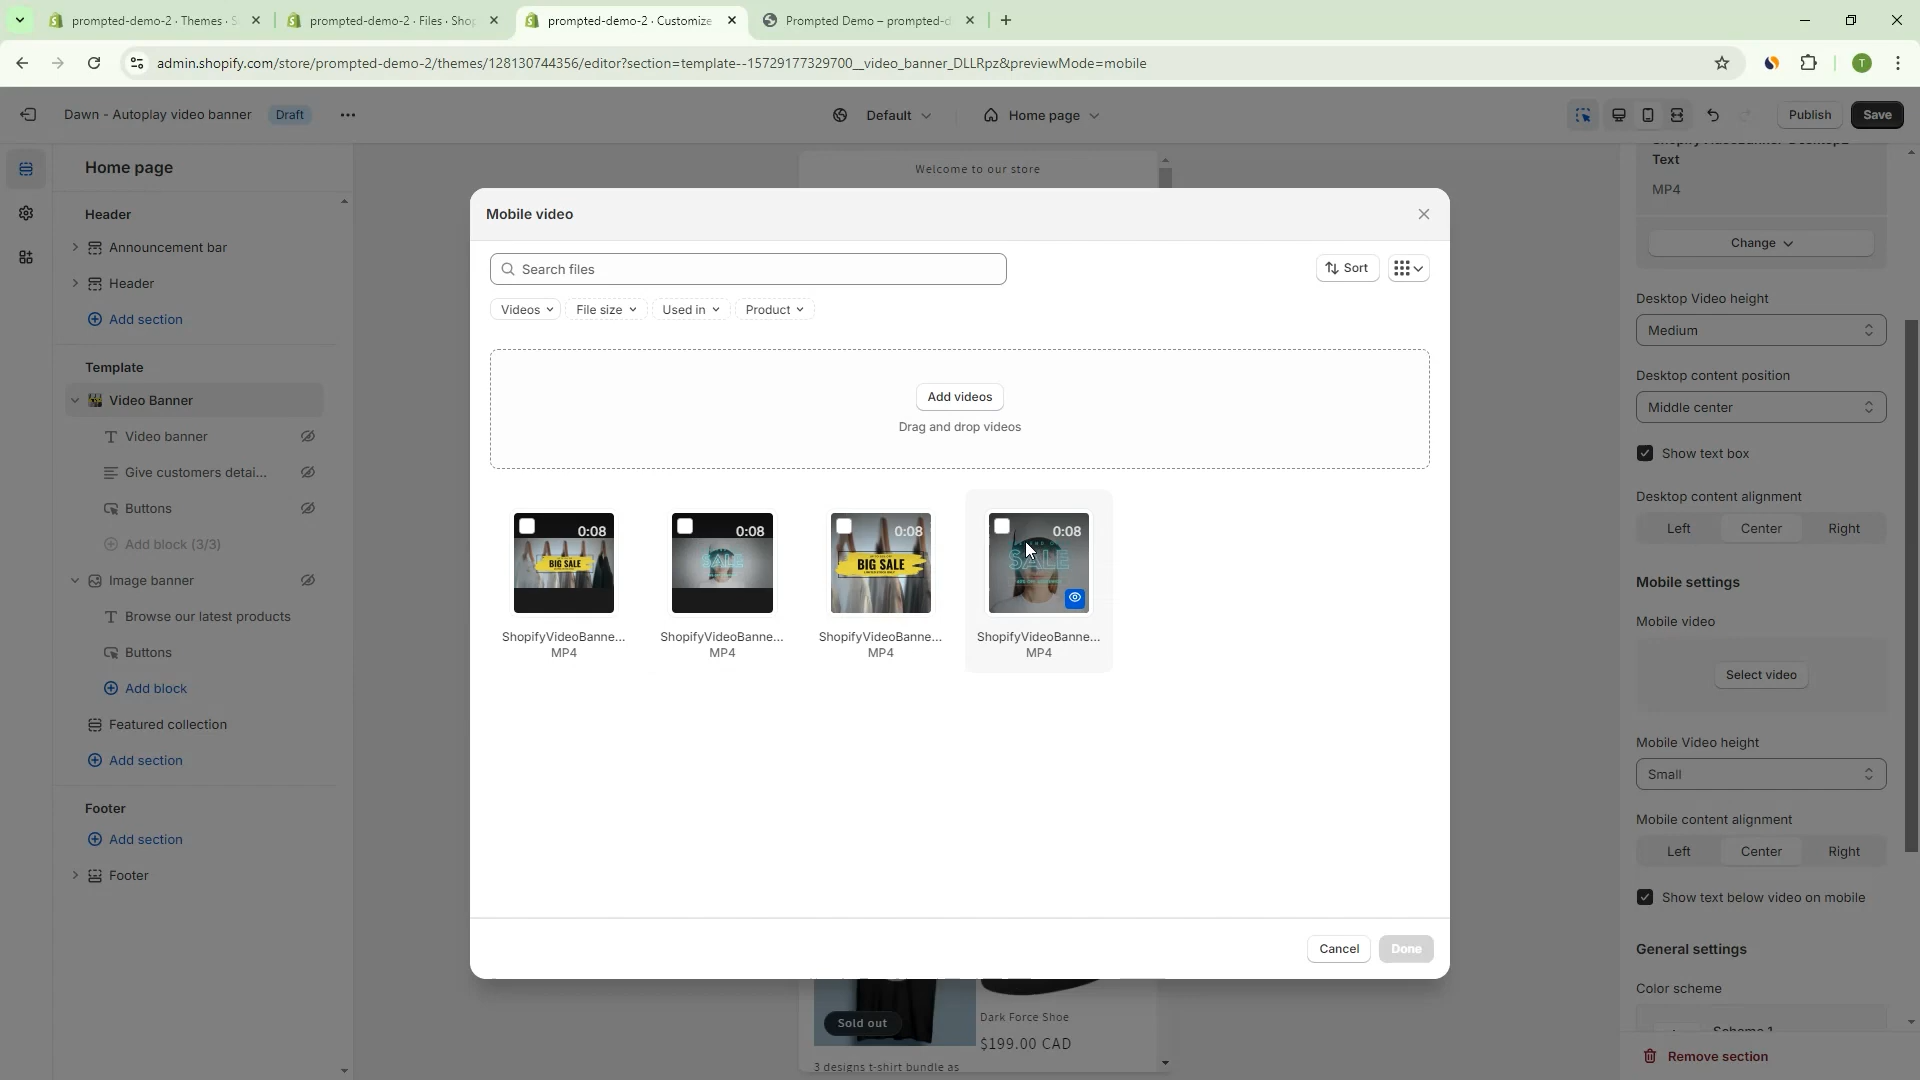 prompted-demo-2 · Themes · S
prompted-demo-2 · Files · Shop
prompted-demo-2 · Customize
Prompted Demo – prompted-d
admin.shopify.com/store/prompted-demo-2/themes/128130744356/editor?section=template--15729177329700__video_banner_DLLRpz&previewMode=mobile
T
Dawn - Autoplay video banner
Draft
Default
Home page
Publish
Save
Home page
Header
Announcement bar
Header
Add section
Template
Video Banner
Video banner
Give customers detai...
Buttons
Add block (3/3)
Image banner
Browse our latest products
Buttons
Add block
Featured collection
Add section
Footer
Add section
Footer
Welcome to our store
Mobile video
Search files
Sort
Videos
File size
Used in
Product
Add videos
Drag and drop videos
0:08
BIG SALE
ShopifyVideoBanne...
MP4
0:08
SALE
ShopifyVideoBanne...
MP4
0:08
BIG SALE
ShopifyVideoBanne...
MP4
0:08
SALE
ShopifyVideoBanne...
MP4
Cancel
Done
Sold out
3 designs t-shirt bundle as
Dark Force Shoe
$199.00 CAD
Text
MP4
Change
Desktop Video height
Medium
Desktop content position
Middle center
Show text box
Desktop content alignment
Left
Center
Right
Mobile settings
Mobile video
Select video
Mobile Video height
Small
Mobile content alignment
Left
Center
Right
Show text below video on mobile
General settings
Color scheme
Scheme 1
Remove section